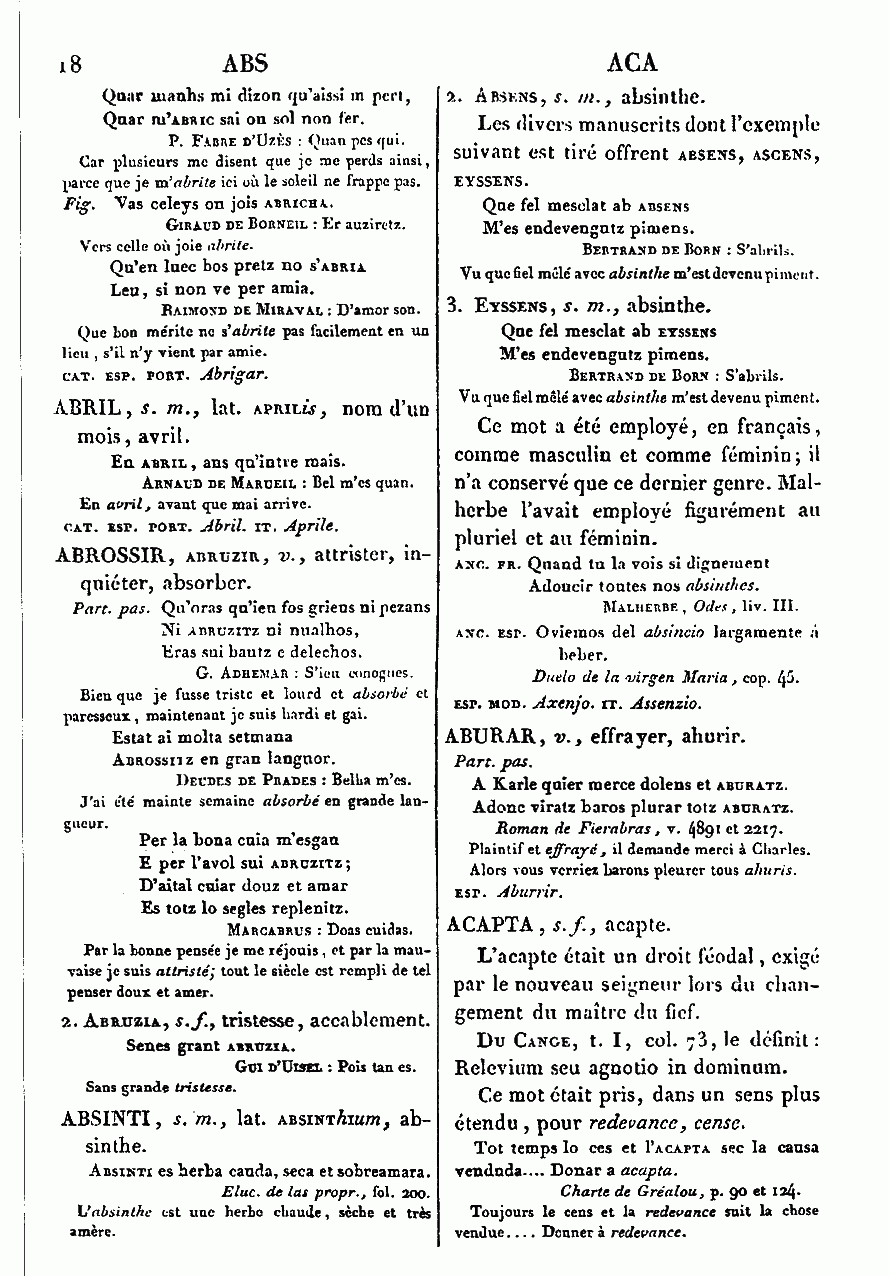 18 ABS ACA
Quar manhs mi dizon qu'aissi m pert,
Quar m'ABRIC sai on sol non fer.
P. FABRE D'UZÈS : Quan pes qui.
Car plusieurs me disent que je me perds ainsi,
parce que je m'abrite ici où le soleil ne frappe pas.
Fig. Vas celeys on jois ABRICHA.
GIRAUD DE BORNEIL : Er auziretz.
Vers celle où joie abrite.
Qu'en luec bos pretz no s'ABRIA
Leu, si non ve per amia.
RAIMOND DE MIRAVAL : D'amor son.
Que bon mérite ne s'abrite pas facilement en un
lieu, s'il n'y vient par amie.
CAT. ESP. PORT. Abrigar.
ABRIL, s. m., lat. APRILis, nom d'un
mois, avril.
En ABRIL, ans qu'intre mais.
ARNAUD DE MARUEIL : Bel m'es quan.
En avril, avant que mai arrive.
CAT. ESP. PORT. Abril. IT. Aprile.
ABROSSIR, ABRUZIR, v., attrister, in-
quiéter, absorber.
Part. pas. Qu'oras qu'ien fos griens ni pezans
Ni ABRUZITZ ni nualhos,
Eras sui bautz e delechos.
G. ADHEMAR : S'ieu conogues.
Bien que je fusse triste et lourd et absorbé et
paresseux, maintenant je suis hardi et gai.
Estat ai molta setmana
ABROSSITZ en gran languor.
DEUDES DE PRADES : Belha m'es.
J'ai été mainte semaine absorbé en grande lan-
gueur.
Per la bona cuia m'esgau
E per l'avol sui ABRUZITZ;
D'aital cuiar douz et amar
Es totz lo segles replenitz.
MARCABRUS : Doas cuidas.
Par la bonne pensée je me réjouis, et par la mau-
vaise je suis attristé; tout le siècle est rempli de tel
penser doux et amer.
2. ABRUZIA, s. f., tristesse, accablement.
Senes grant ABRUZIA.
GUI D'UISEL : Pois tan es.
Sans grande tristesse.
ABSINTI, s. m., lat. ABSINThIUM, ab-
sinthe.
ABSINTI es herba cauda, seca et sobreamara.
Eluc. de las propr., fol. 200.
L'absinthe est une herbe chaude, sèche et très
amère.
2. ABSENS, s. m., absinthe.
Les divers manuscrits dont l'exemple
suivant est tiré offrent ABSENS, ASCENS,
EYSSENS.
Que fel mesclat ab ABSENS
M'es endevengutz pimens.
BERTRAND DE BORN : S'abrils.
Vu que fiel mêlé avec absinthe m'est devenu piment.
3. EYSSENS, s. m., absinthe.
Que fel mesclat ab EYSSENS
M'es endevengutz pimens.
BERTRAND DE BORN : S'abrils.
Vu que fiel mêlé avec absinthe m'est devenu piment.
Ce mot a été employé, en français,
comme masculin et comme féminin; il
n'a conservé que ce dernier genre. Mal-
herbe l'avait employé figurément au
pluriel et au féminin.
ANC. FR. Quand tu la vois si dignement
Adoucir toutes nos absinthes.
MALHERBE, Odes, liv. III.
ANC. ESP. Oviemos del absincio largamente á
beber.
Duelo de la virgen Maria, cop. 45.
ESP. MOD. Axenjo. IT. Assenzio.
ABURAR, v., effrayer, ahurir.
Part. pas.
A Karle quier merce dolens et ABURATZ.
Adonc viratz baros plurar totz ABURATZ.
Roman de Fierabras, v. 4891 et 2217.
Plaintif et effrayé, il demande merci à Charles.
Alors vous verriez barons pleurer tous ahuris.
ESP. Aburrir.
ACAPTA, s. f., acapte.
L'acapte était un droit féodal, exigé
par le nouveau seigneur lors du chan-
gement du maître du fief.
DU CANGE, t. I, col. 73, le définit :
Relevium seu agnotio in dominum.
Ce mot était pris, dans un sens plus
étendu, pour redevance, cense.
Tot temps lo ces et l'ACAPTA sec la causa
venduda.... Donar a acapta.
Charte de Gréalou, p. 90 et 124.
Toujours le cens et la redevance suit la chose
vendue.... Donner à redevance.